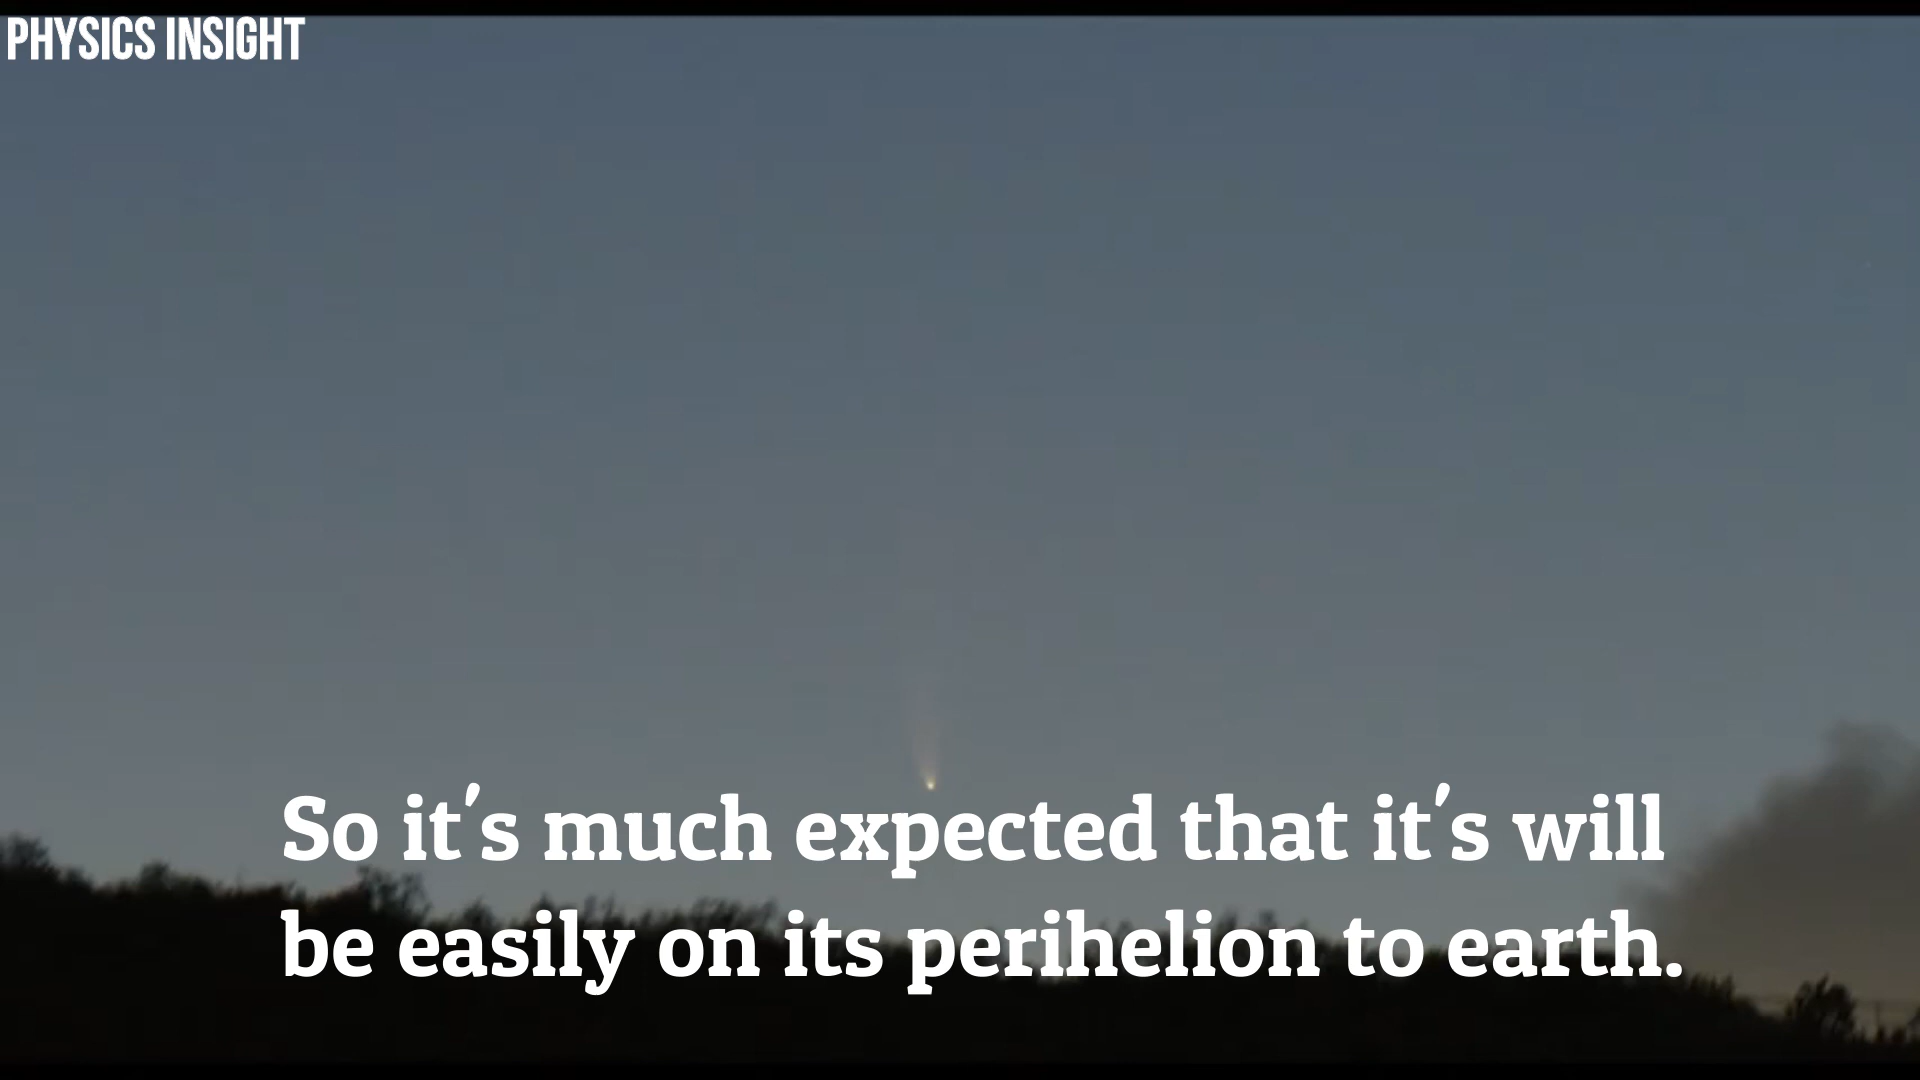 PHYSICS INSIGHT
So it's much expected that it's will
be easily on its perihelion to earth.